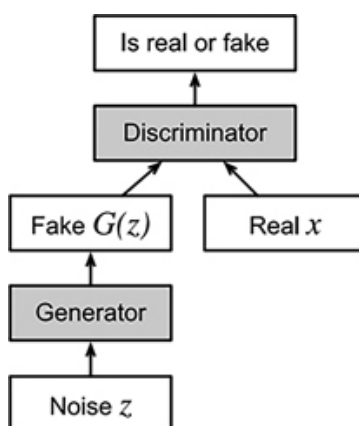 Is real or fake
Discriminator
Fake G(z)
Real x
Generator
Noise z